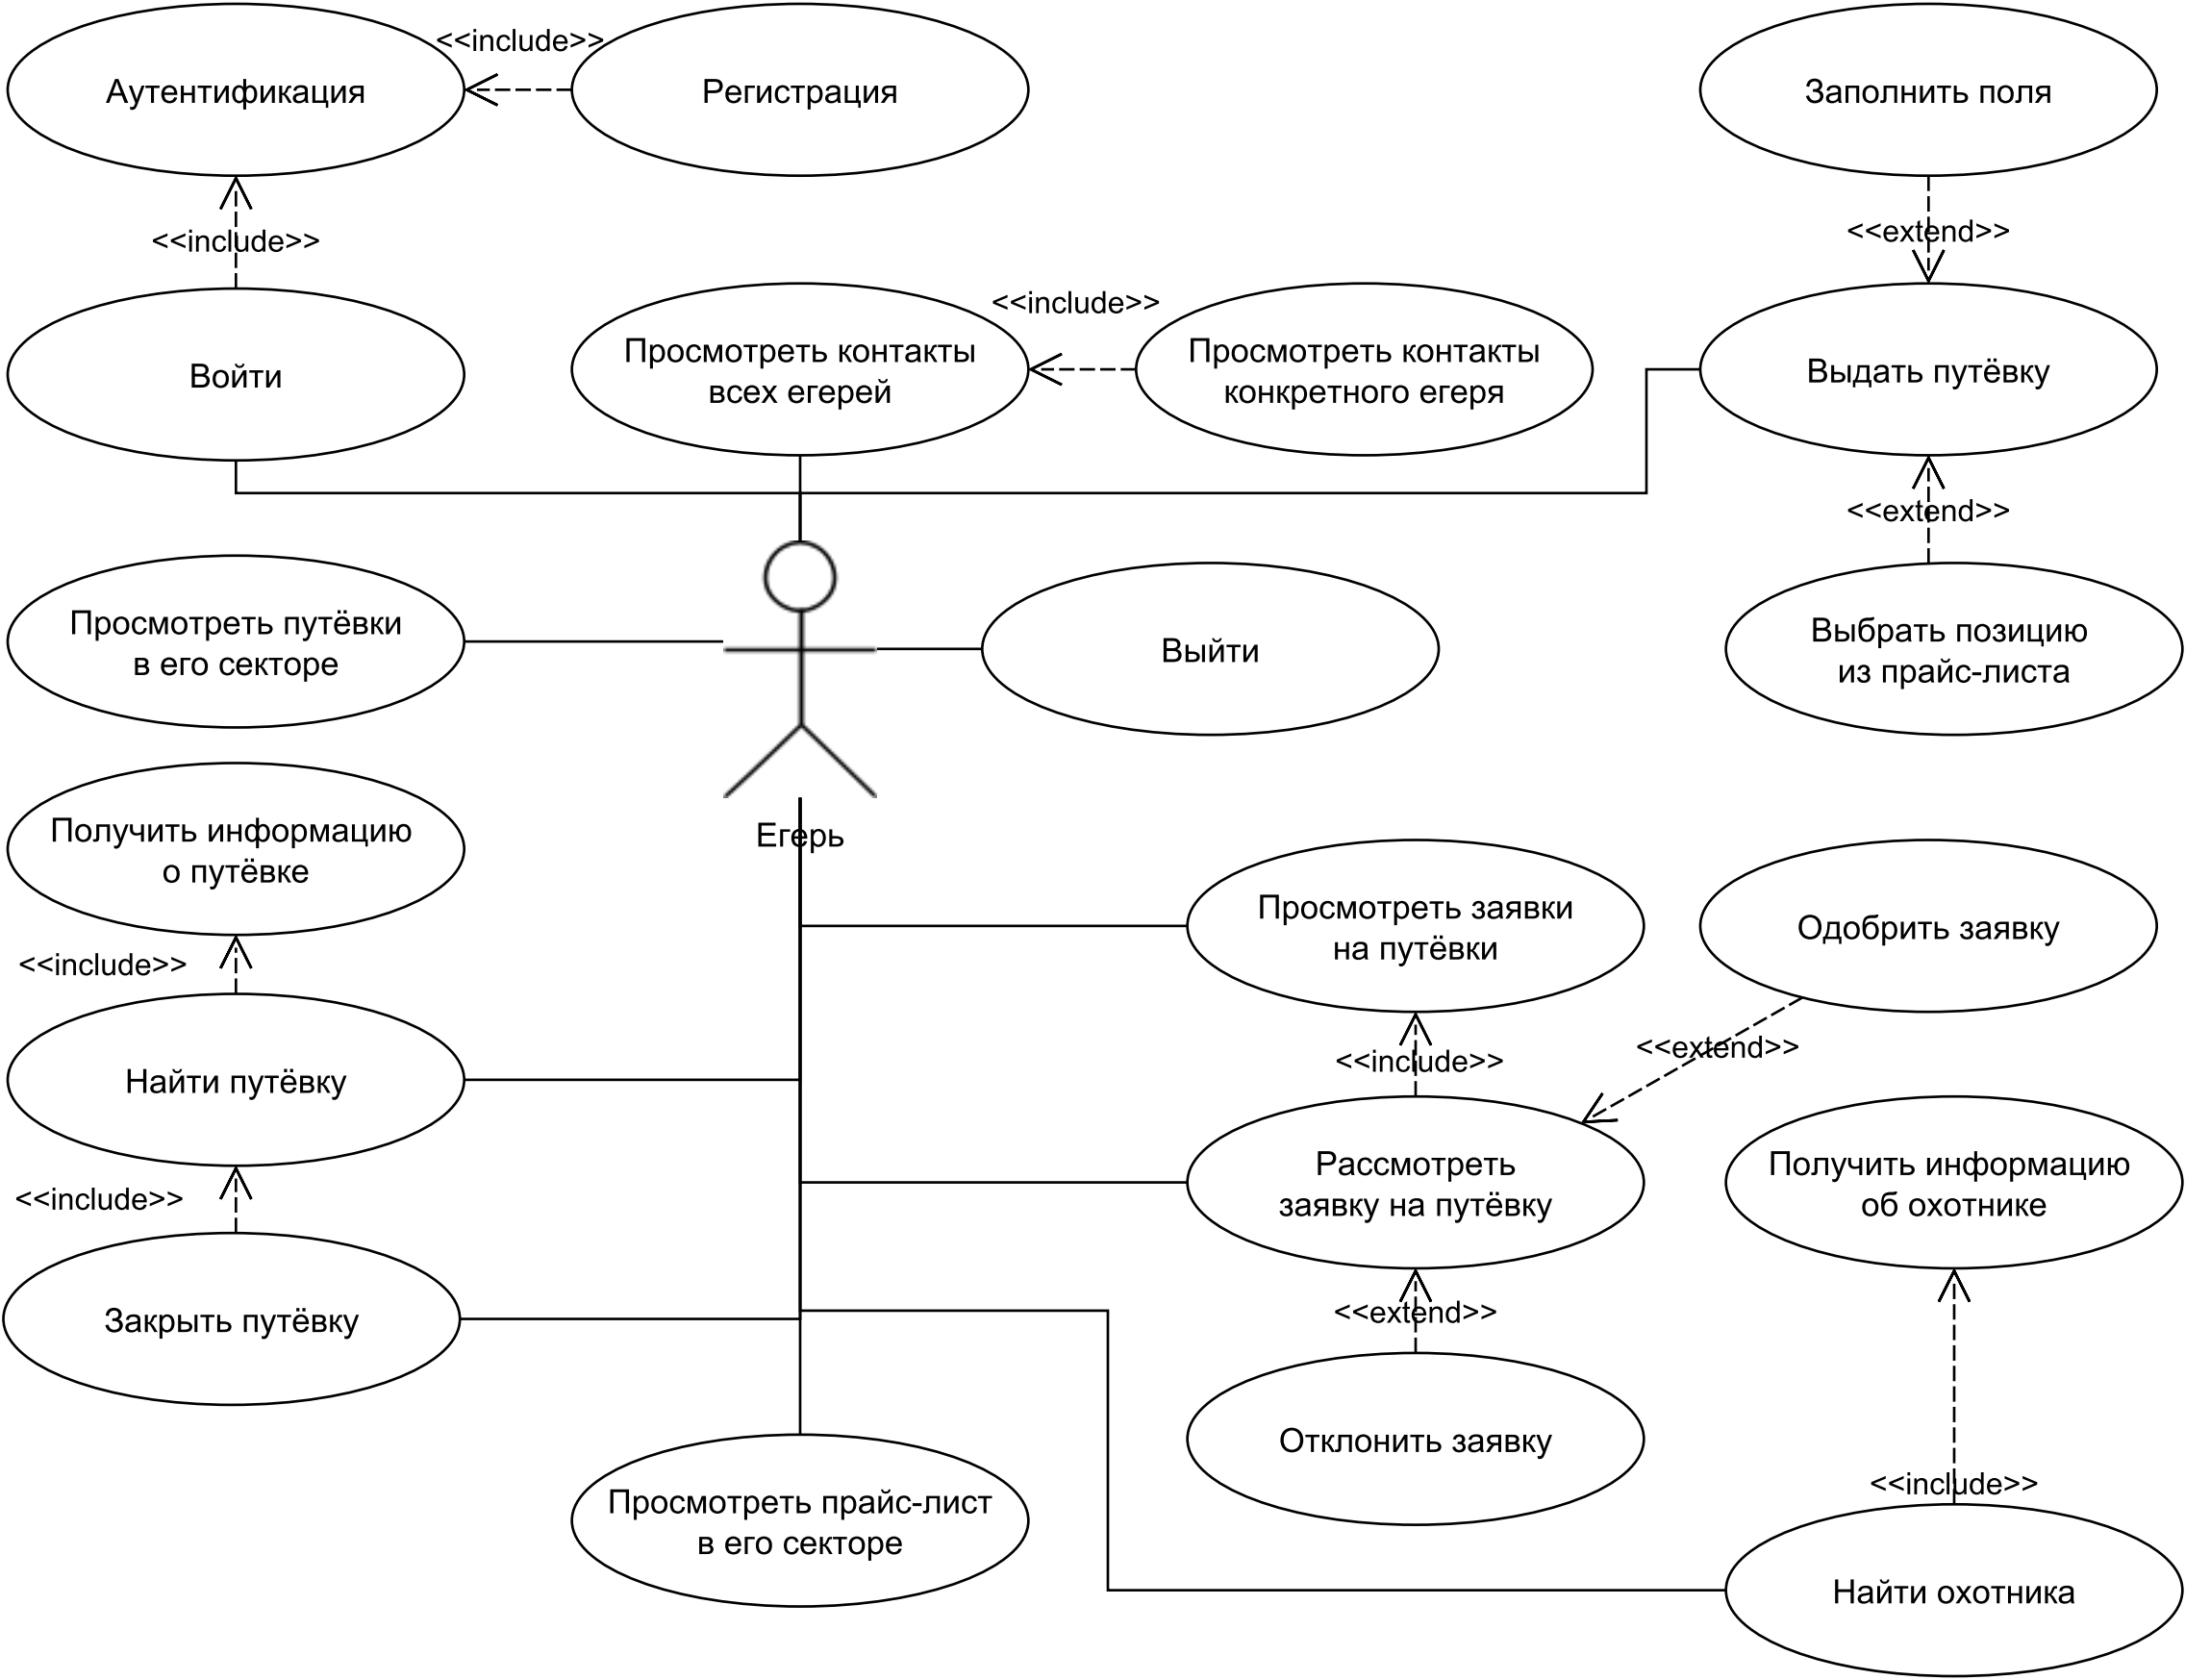 <<include>>
Аутентификация
Регистрация
Заполнить поля
<<include>>
<<extend>>
<<include>>
Войти
Просмотреть контакты
всех егерей
Просмотреть контакты
конкретного егеря
Выдать путёвку
<<extend>>
Просмотреть путёвки
в его секторе
Выйти
Выбрать позицию
из прайс-листа
Получить информацию
о путёвке
Егерь
Просмотреть заявки
на путёвки
Одобрить заявку
<<include>>
<<include>>
<<extend>>
Найти путёвку
Рассмотреть
заявку на путёвку
Получить информацию
об охотнике
<<include>>
Закрыть путёвку
<<extend>>
Отклонить заявку
<<include>>
Просмотреть прайс-лист
в его секторе
Найти охотника